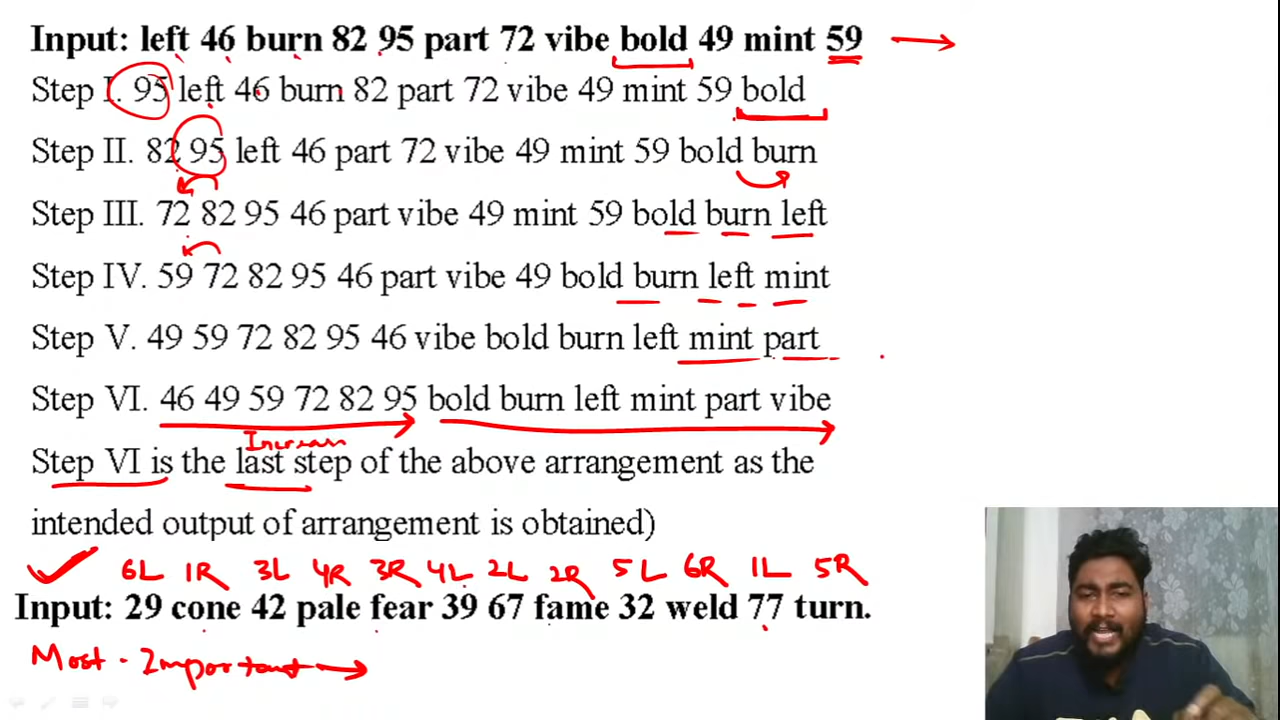 Input: left 46 burn 82 95 part 72 vibe bold 49 mint 59
Step I. 95 left 46 burn 82 part 72 vibe 49 mint 59 bold
Step II. 82 95 left 46 part 72 vibe 49 mint 59 bold burn
Step III. 72 82 95 46 part vibe 49 mint 59 bold burn left
Step IV. 59 72 82 95 46 part vibe 49 bold burn left mint
Step V. 49 59 72 82 95 46 vibe bold burn left mint part
Step VI. 46 49 59 72 82 95 bold burn left mint part vibe
Increan
Step VI is the last step of the above arrangement as the
intended output of arrangement is obtained)
6L 1R 3L 4R 3R 4L 2L 2R 5L 6R 1L 5R
Input: 29 cone 42 pale fear 39 67 fame 32 weld 77 turn.
Most. Important